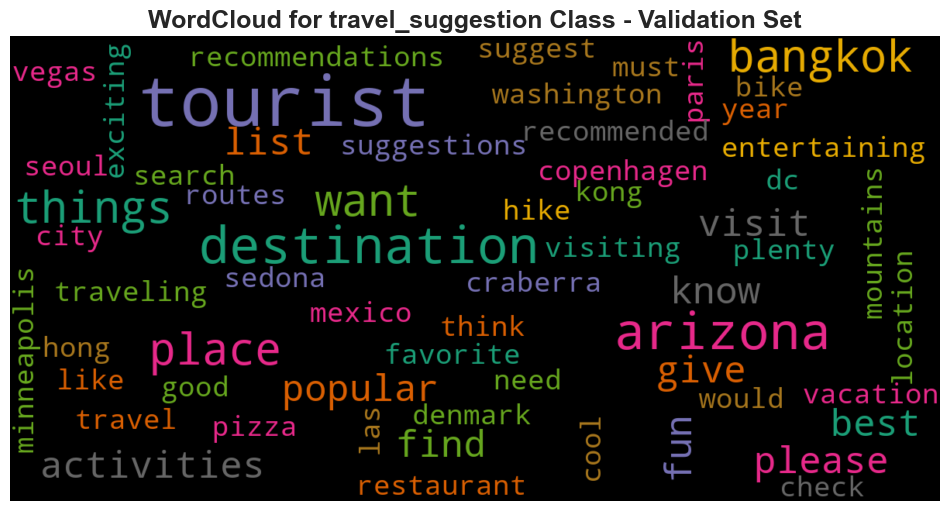 WordCloud for travel_suggestion Class - Validation Set
vegas
exciting
recommendations
tourist
list
suggestions
suggest
washington
must
paris
bangkok
bike
year
recommended
entertaining
seoul
search
routes
things
city
want
copenhagen
kong
hike
dc
visit
plenty
mountains
destination
visiting
sedona
craberra
know
location
minneapolis
traveling
mexico
think
arizona
hong
place
favorite
like
good
popular
need
give
would
vacation
travel
pizza
las
denmark
find
cool
fun
best
activities
restaurant
please
check